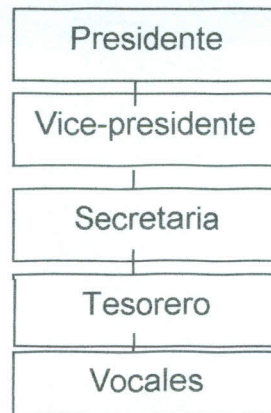 Presidente
Vice-presidente
Secretaria
Tesorero
Vocales